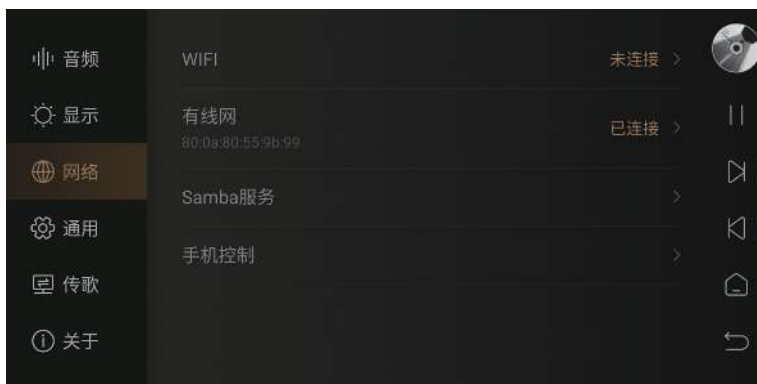 音频
显示
网络
通用
传歌
关于
WIFI 未连接
有线网 已连接
80:0a:80:55:9b:99
Samba服务
手机控制